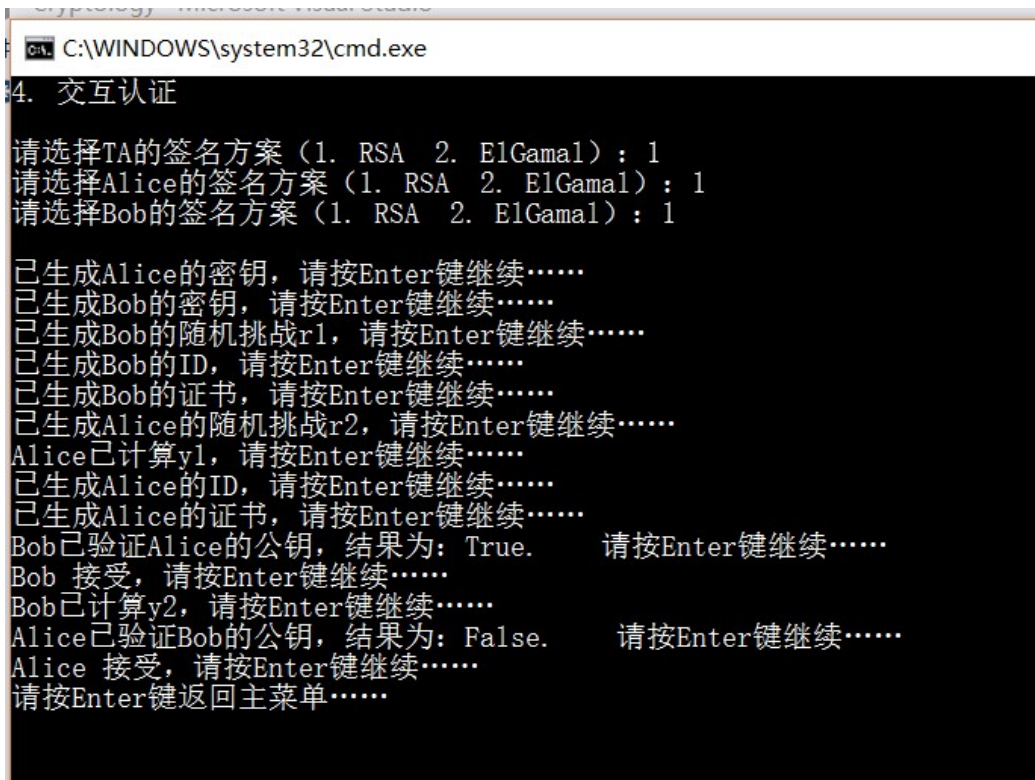 Cryptology - Microsoft Visual Studio
C:\WINDOWS\system32\cmd.exe
4. 交互认证
请选择TA的签名方案（1. RSA  2. ElGamal）：1
请选择Alice的签名方案（1. RSA  2. ElGamal）：1
请选择Bob的签名方案（1. RSA  2. ElGamal）：1
已生成Alice的密钥，请按Enter键继续……
已生成Bob的密钥，请按Enter键继续……
已生成Bob的随机挑战r1，请按Enter键继续……
已生成Bob的ID，请按Enter键继续……
已生成Bob的证书，请按Enter键继续……
已生成Alice的随机挑战r2，请按Enter键继续……
Alice已计算y1，请按Enter键继续……
已生成Alice的ID，请按Enter键继续……
已生成Alice的证书，请按Enter键继续……
Bob已验证Alice的公钥，结果为：True.    请按Enter键继续……
Bob 接受，请按Enter键继续……
Bob已计算y2，请按Enter键继续……
Alice已验证Bob的公钥，结果为：False.    请按Enter键继续……
Alice 接受，请按Enter键继续……
请按Enter键返回主菜单……